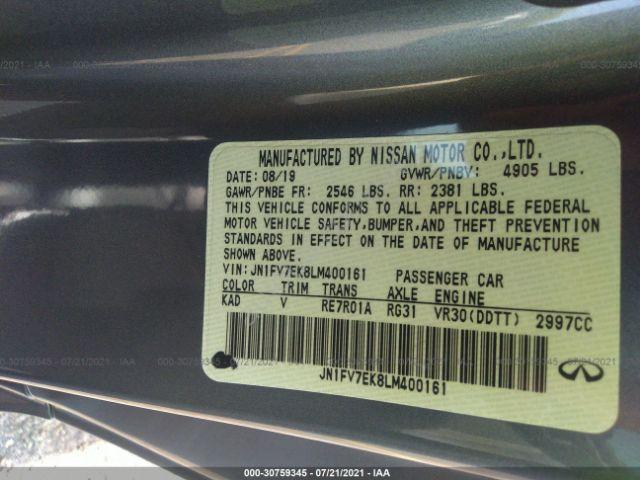 MANUFACTURED BY NISSAN MOTOR CO.,LTD.
DATE: 08/19 GVWR/PNBV: 4905 LBS.
GAWR/PNBE FR: 2546 LBS. RR: 2381 LBS.
THIS VEHICLE CONFORMS TO ALL APPLICABLE FEDERAL
MOTOR VEHICLE SAFETY,BUMPER,AND THEFT PREVENTION
STANDARDS IN EFFECT ON THE DATE OF MANUFACTURE
SHOWN ABOVE.
VIN:JN1FV7EK8LM400161 PASSENGER CAR
COLOR TRIM TRANS AXLE ENGINE
KAD V RE7R01A RG31 VR30(DDTT) 2997CC
JN1FV7EK8LM400161
000-30759345 - 07/21/2021 - IAA